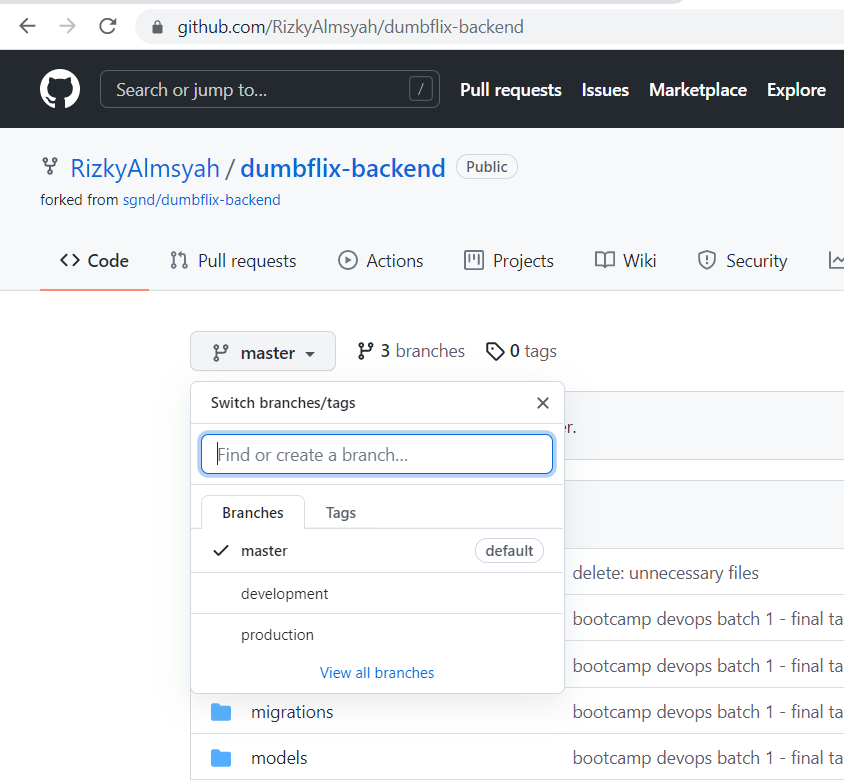 github.com/RizkyAlmsyah/dumbflix-backend
Search or jump to... /
Pull requests Issues Marketplace Explore
RizkyAlmsyah / dumbflix-backend Public
forked from sgnd/dumbflix-backend
Code Pull requests Actions Projects Wiki Security
master 3 branches 0 tags
Switch branches/tags
r.
Find or create a branch...
Branches Tags
master default
delete: unnecessary files
development
bootcamp devops batch 1 - final ta
production
bootcamp devops batch 1 - final ta
View all branches
migrations bootcamp devops batch 1 - final ta
models bootcamp devops batch 1 - final ta